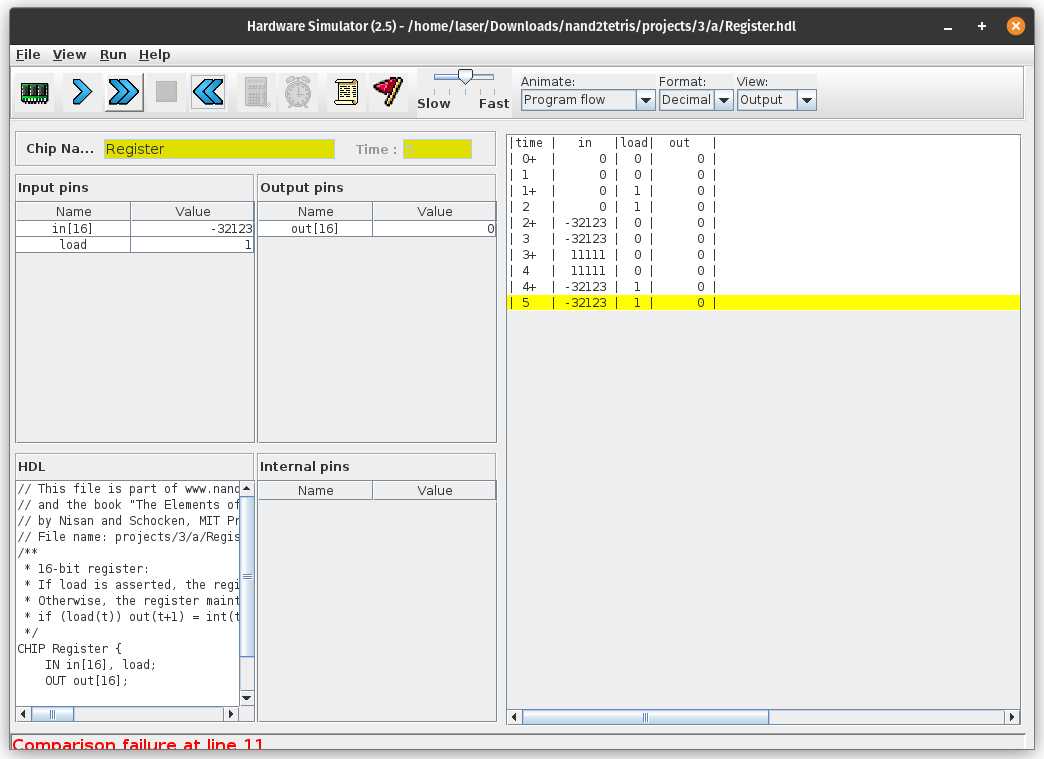 Hardware Simulator (2.5) - /home/laser/Downloads/nand2tetris/projects/3/a/Register.hdl
File View Run Help
Slow Fast
Animate: Format: View:
Program flow Decimal Output
Chip Na... Register Time : 5
Input pins
Name Value
in[16] -32123
load 1
Output pins
Name Value
out[16] 0
HDL
// This file is part of www.nand
// and the book "The Elements of
// by Nisan and Schocken, MIT Pr
// File name: projects/3/a/Regis
/**
 * 16-bit register:
 * If load is asserted, the regi
 * Otherwise, the register maint
 * if (load(t)) out(t+1) = int(t
 */
CHIP Register {
    IN in[16], load;
    OUT out[16];
Internal pins
Name Value
|time |   in   |load|  out   |
| 0+  |      0 |  0 |      0 |
| 1   |      0 |  0 |      0 |
| 1+  |      0 |  1 |      0 |
| 2   |      0 |  1 |      0 |
| 2+  | -32123 |  0 |      0 |
| 3   | -32123 |  0 |      0 |
| 3+  |  11111 |  0 |      0 |
| 4   |  11111 |  0 |      0 |
| 4+  | -32123 |  1 |      0 |
| 5   | -32123 |  1 |      0 |
Comparison failure at line 11